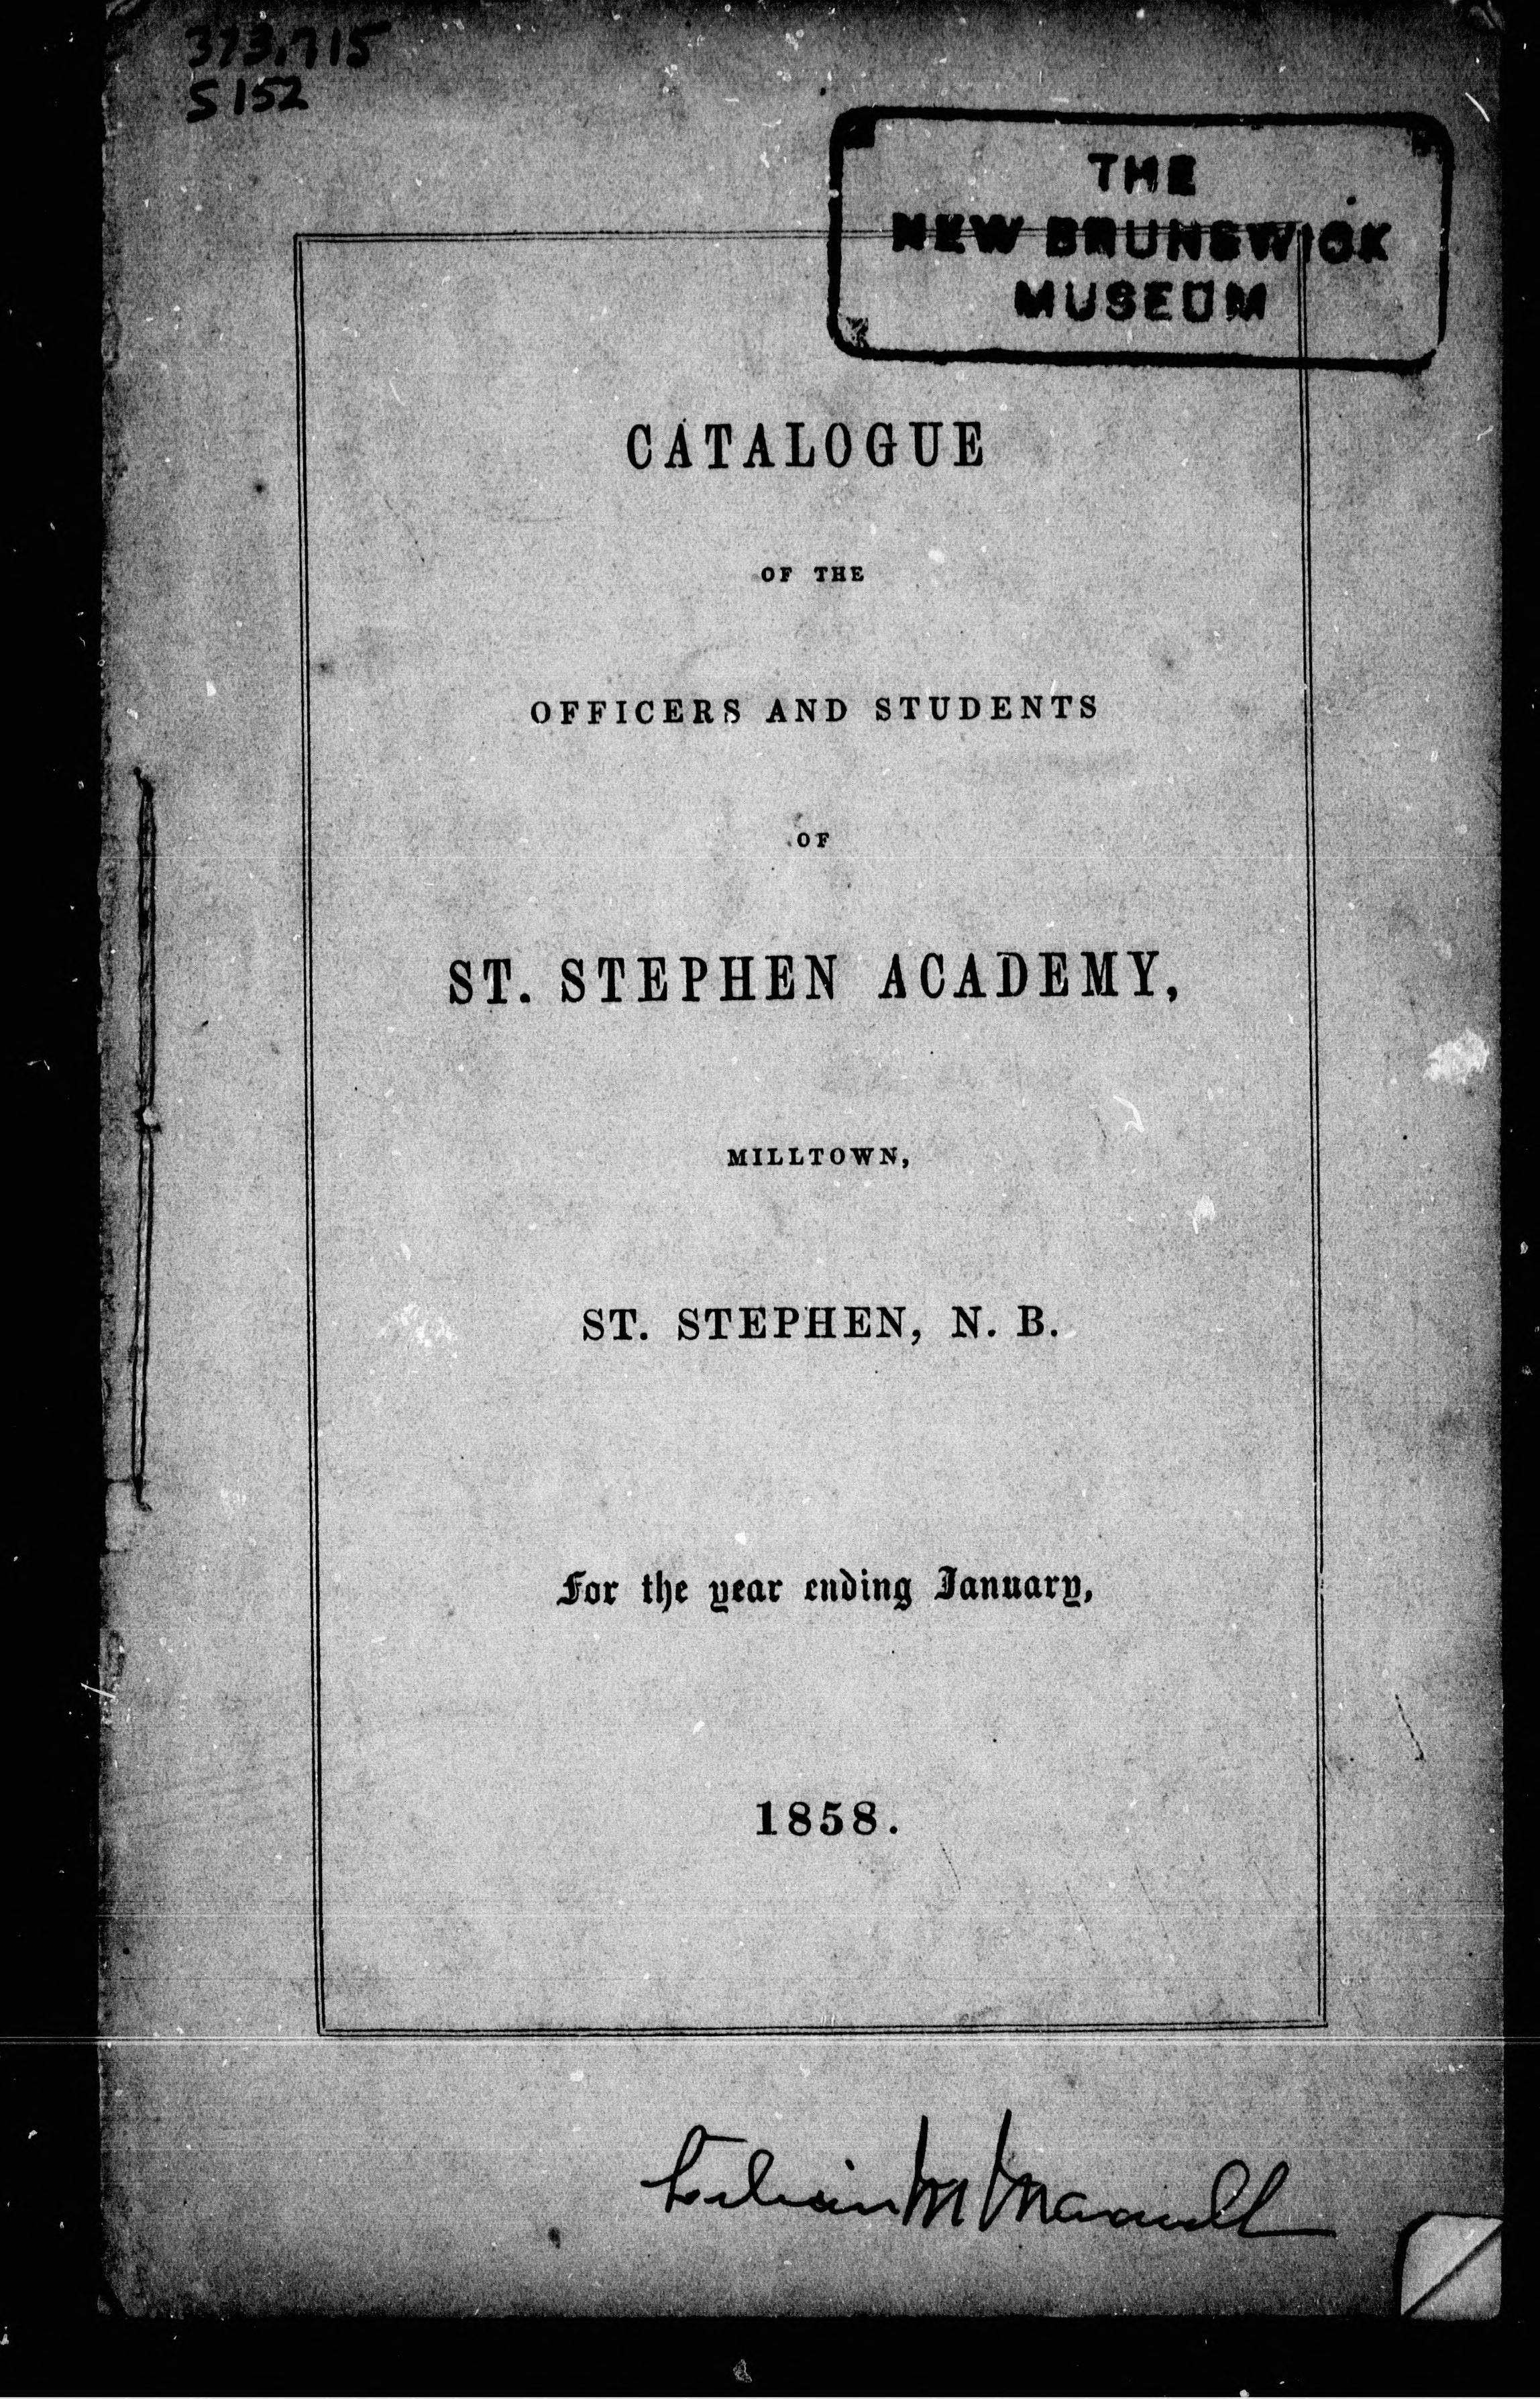 373.715
S152
THE
NEW BRUNSWICK
MUSEUM
CATALOGUE
OF THE
OFFICERS AND STUDENTS
OF
ST. STEPHEN ACADEMY,
MILLTOWN,
ST. STEPHEN, N. B.
For the year ending January,
1858.